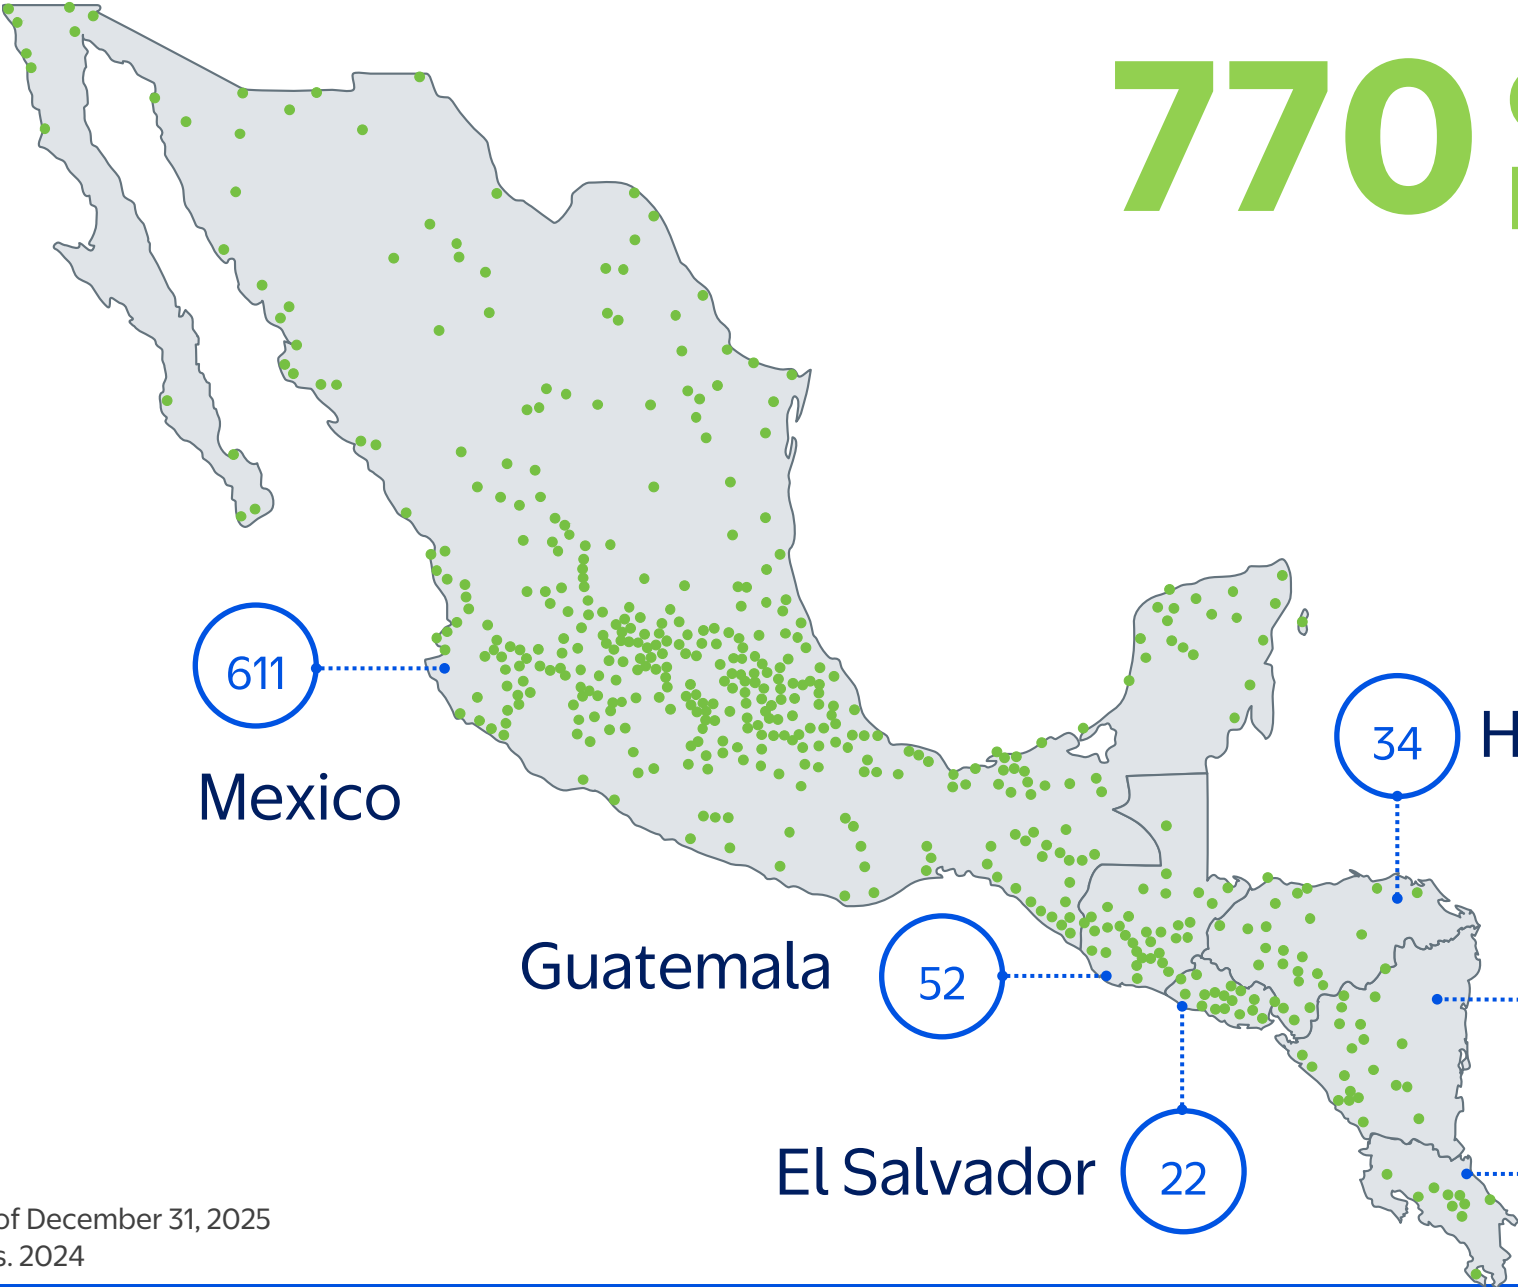 770
611
Mexico
34
H
Guatemala
52
El Salvador
22
of December 31, 2025
s. 2024